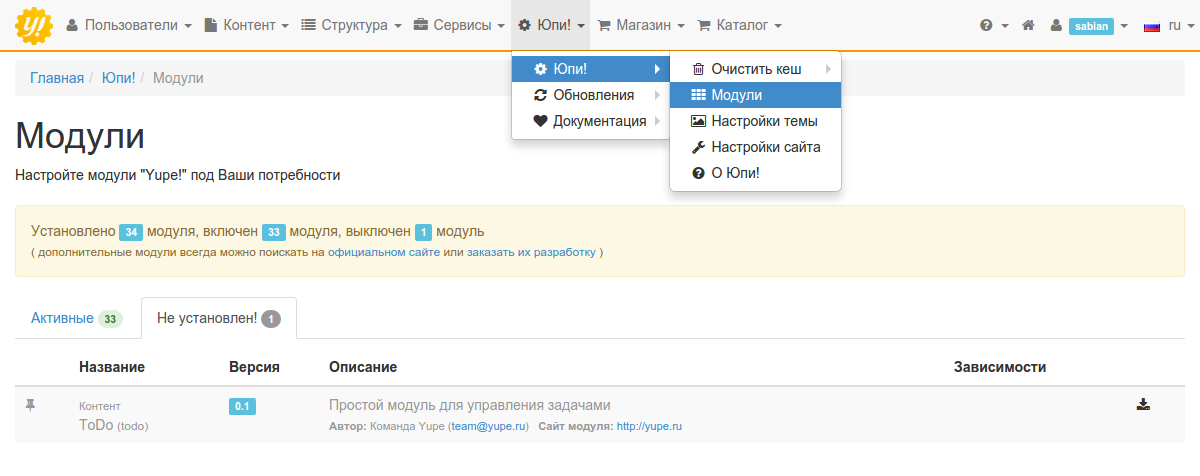 Пользователи Контент Структура Сервисы Юпи! Магазин Каталог sabian ru
Юпи!
Обновления
Документация
Очистить кеш
Модули
Настройки темы
Настройки сайта
О Юпи!
Главная / Юпи! / Модули
Модули
Настройте модули "Yupe!" под Ваши потребности
Установлено 34 модуля, включен 33 модуля, выключен 1 модуль
( дополнительные модули всегда можно поискать на официальном сайте или заказать их разработку )
Активные 33 Не установлен! 1
Название Версия Описание Зависимости
Контент 0.1 Простой модуль для управления задачами
ToDo (todo) Автор: Команда Yupe (team@yupe.ru) Сайт модуля: http://yupe.ru